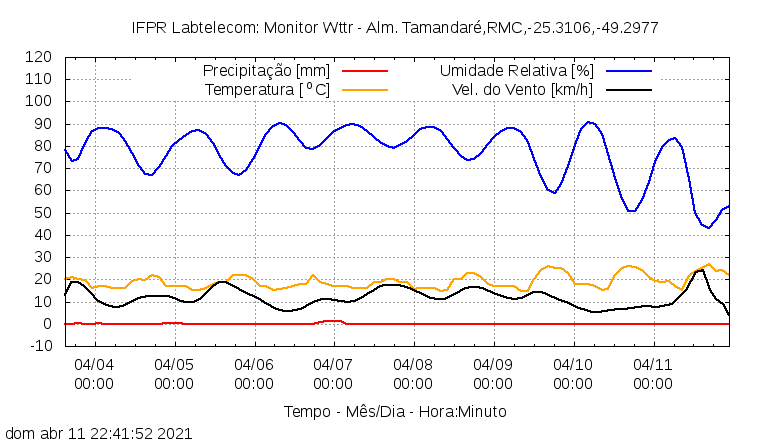 IFPR Labtelecom: Monitor Wttr - Alm. Tamandaré,RMC,-25.3106,-49.2977
120
110
100
90
80
70
60
50
40
30
20
10
0
-10
Precipitação [mm]
Temperatura [⁰C]
Umidade Relativa [%]
Vel. do Vento [km/h]
04/04 04/05 04/06 04/07 04/08 04/09 04/10 04/11
00:00 00:00 00:00 00:00 00:00 00:00 00:00 00:00
Tempo - Mês/Dia - Hora:Minuto
dom abr 11 22:41:52 2021